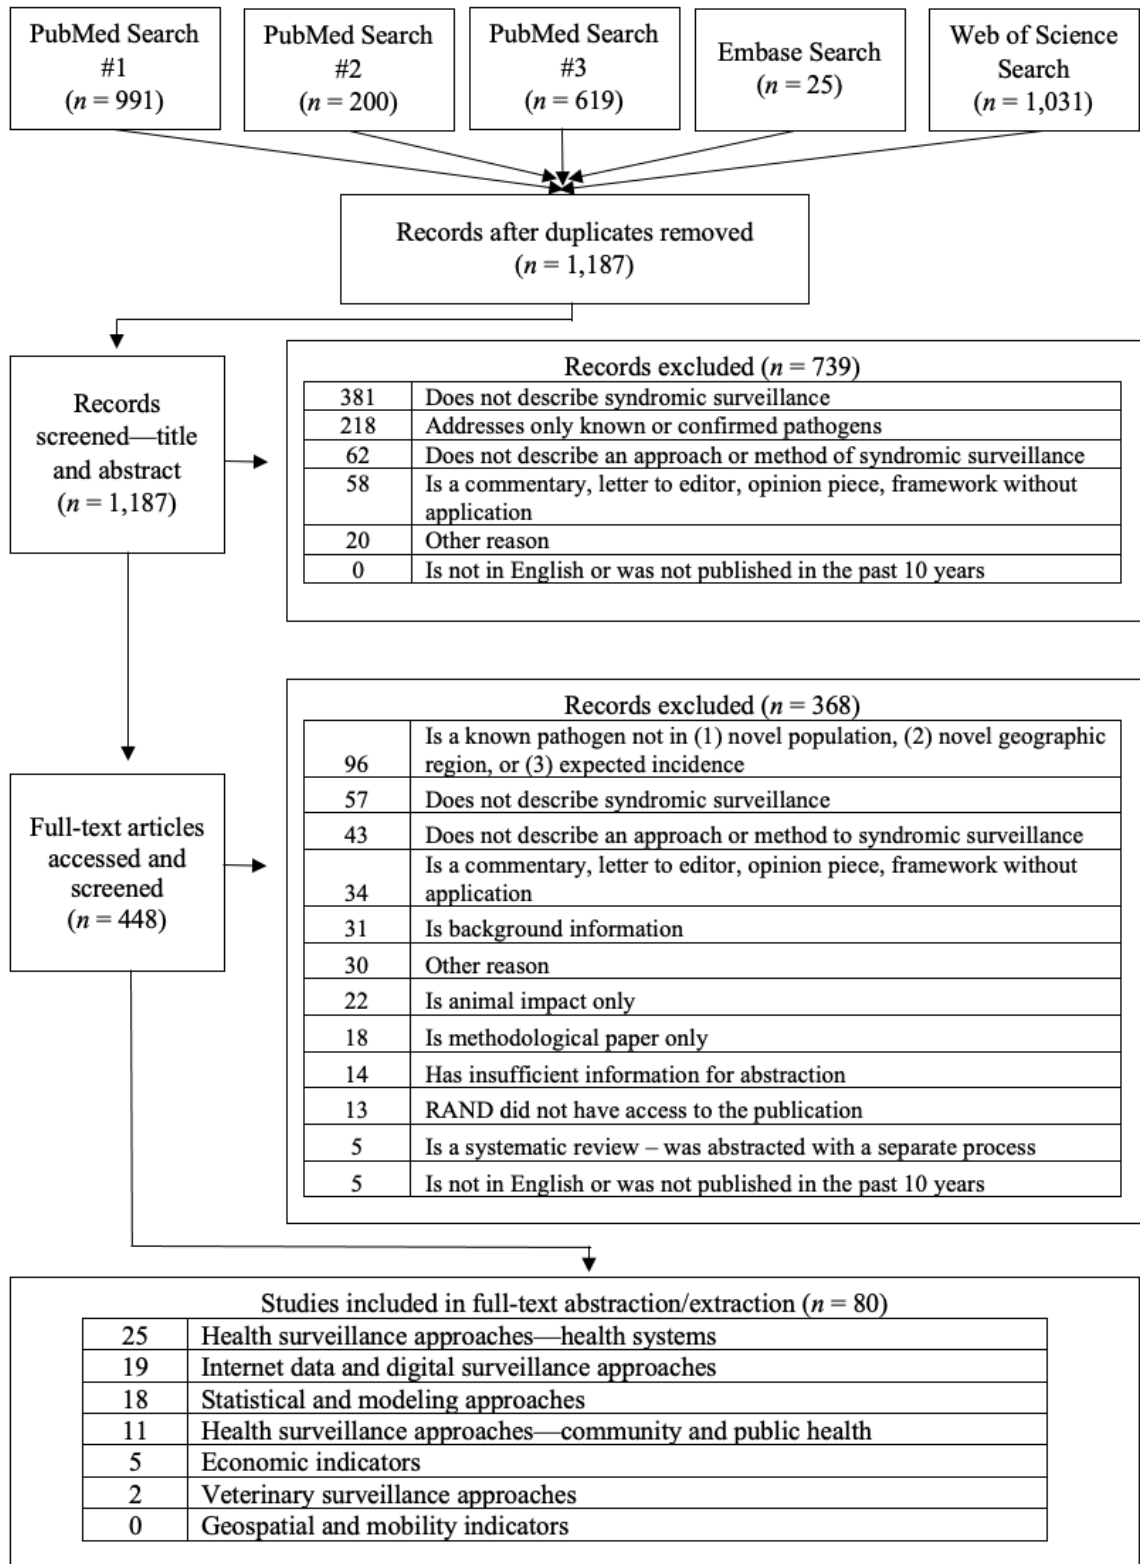 PubMed Search
#1
(n = 991)
PubMed Search
#2
(n = 200)
PubMed Search
#3
(n = 619)
Embase Search
(n = 25)
Web of Science
Search
(n = 1,031)
Records after duplicates removed
(n = 1,187)
Records
screened—title
and abstract
(n = 1,187)
Records excluded (n = 739)
381 Does not describe syndromic surveillance
218 Addresses only known or confirmed pathogens
62 Does not describe an approach or method of syndromic surveillance
58 Is a commentary, letter to editor, opinion piece, framework without
application
20 Other reason
0 Is not in English or was not published in the past 10 years
Full-text articles
accessed and
screened
(n = 448)
Records excluded (n = 368)
Is a known pathogen not in (1) novel population, (2) novel geographic
96 region, or (3) expected incidence
57 Does not describe syndromic surveillance
43 Does not describe an approach or method to syndromic surveillance
Is a commentary, letter to editor, opinion piece, framework without
34 application
31 Is background information
30 Other reason
22 Is animal impact only
18 Is methodological paper only
14 Has insufficient information for abstraction
13 RAND did not have access to the publication
5 Is a systematic review – was abstracted with a separate process
5 Is not in English or was not published in the past 10 years
Studies included in full-text abstraction/extraction (n = 80)
25 Health surveillance approaches—health systems
19 Internet data and digital surveillance approaches
18 Statistical and modeling approaches
11 Health surveillance approaches—community and public health
5 Economic indicators
2 Veterinary surveillance approaches
0 Geospatial and mobility indicators